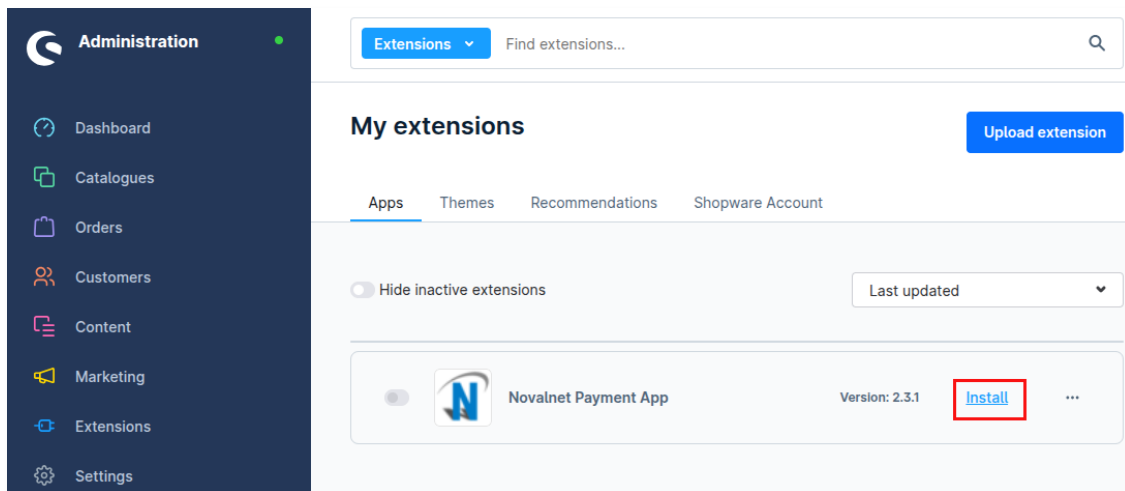 Administration
Dashboard
Catalogues
Orders
Customers
Content
Marketing
Extensions
Settings
Extensions
Find extensions...
My extensions
Upload extension
Apps
Themes
Recommendations
Shopware Account
Hide inactive extensions
Last updated
N
Novalnet Payment App
Version: 2.3.1
Install